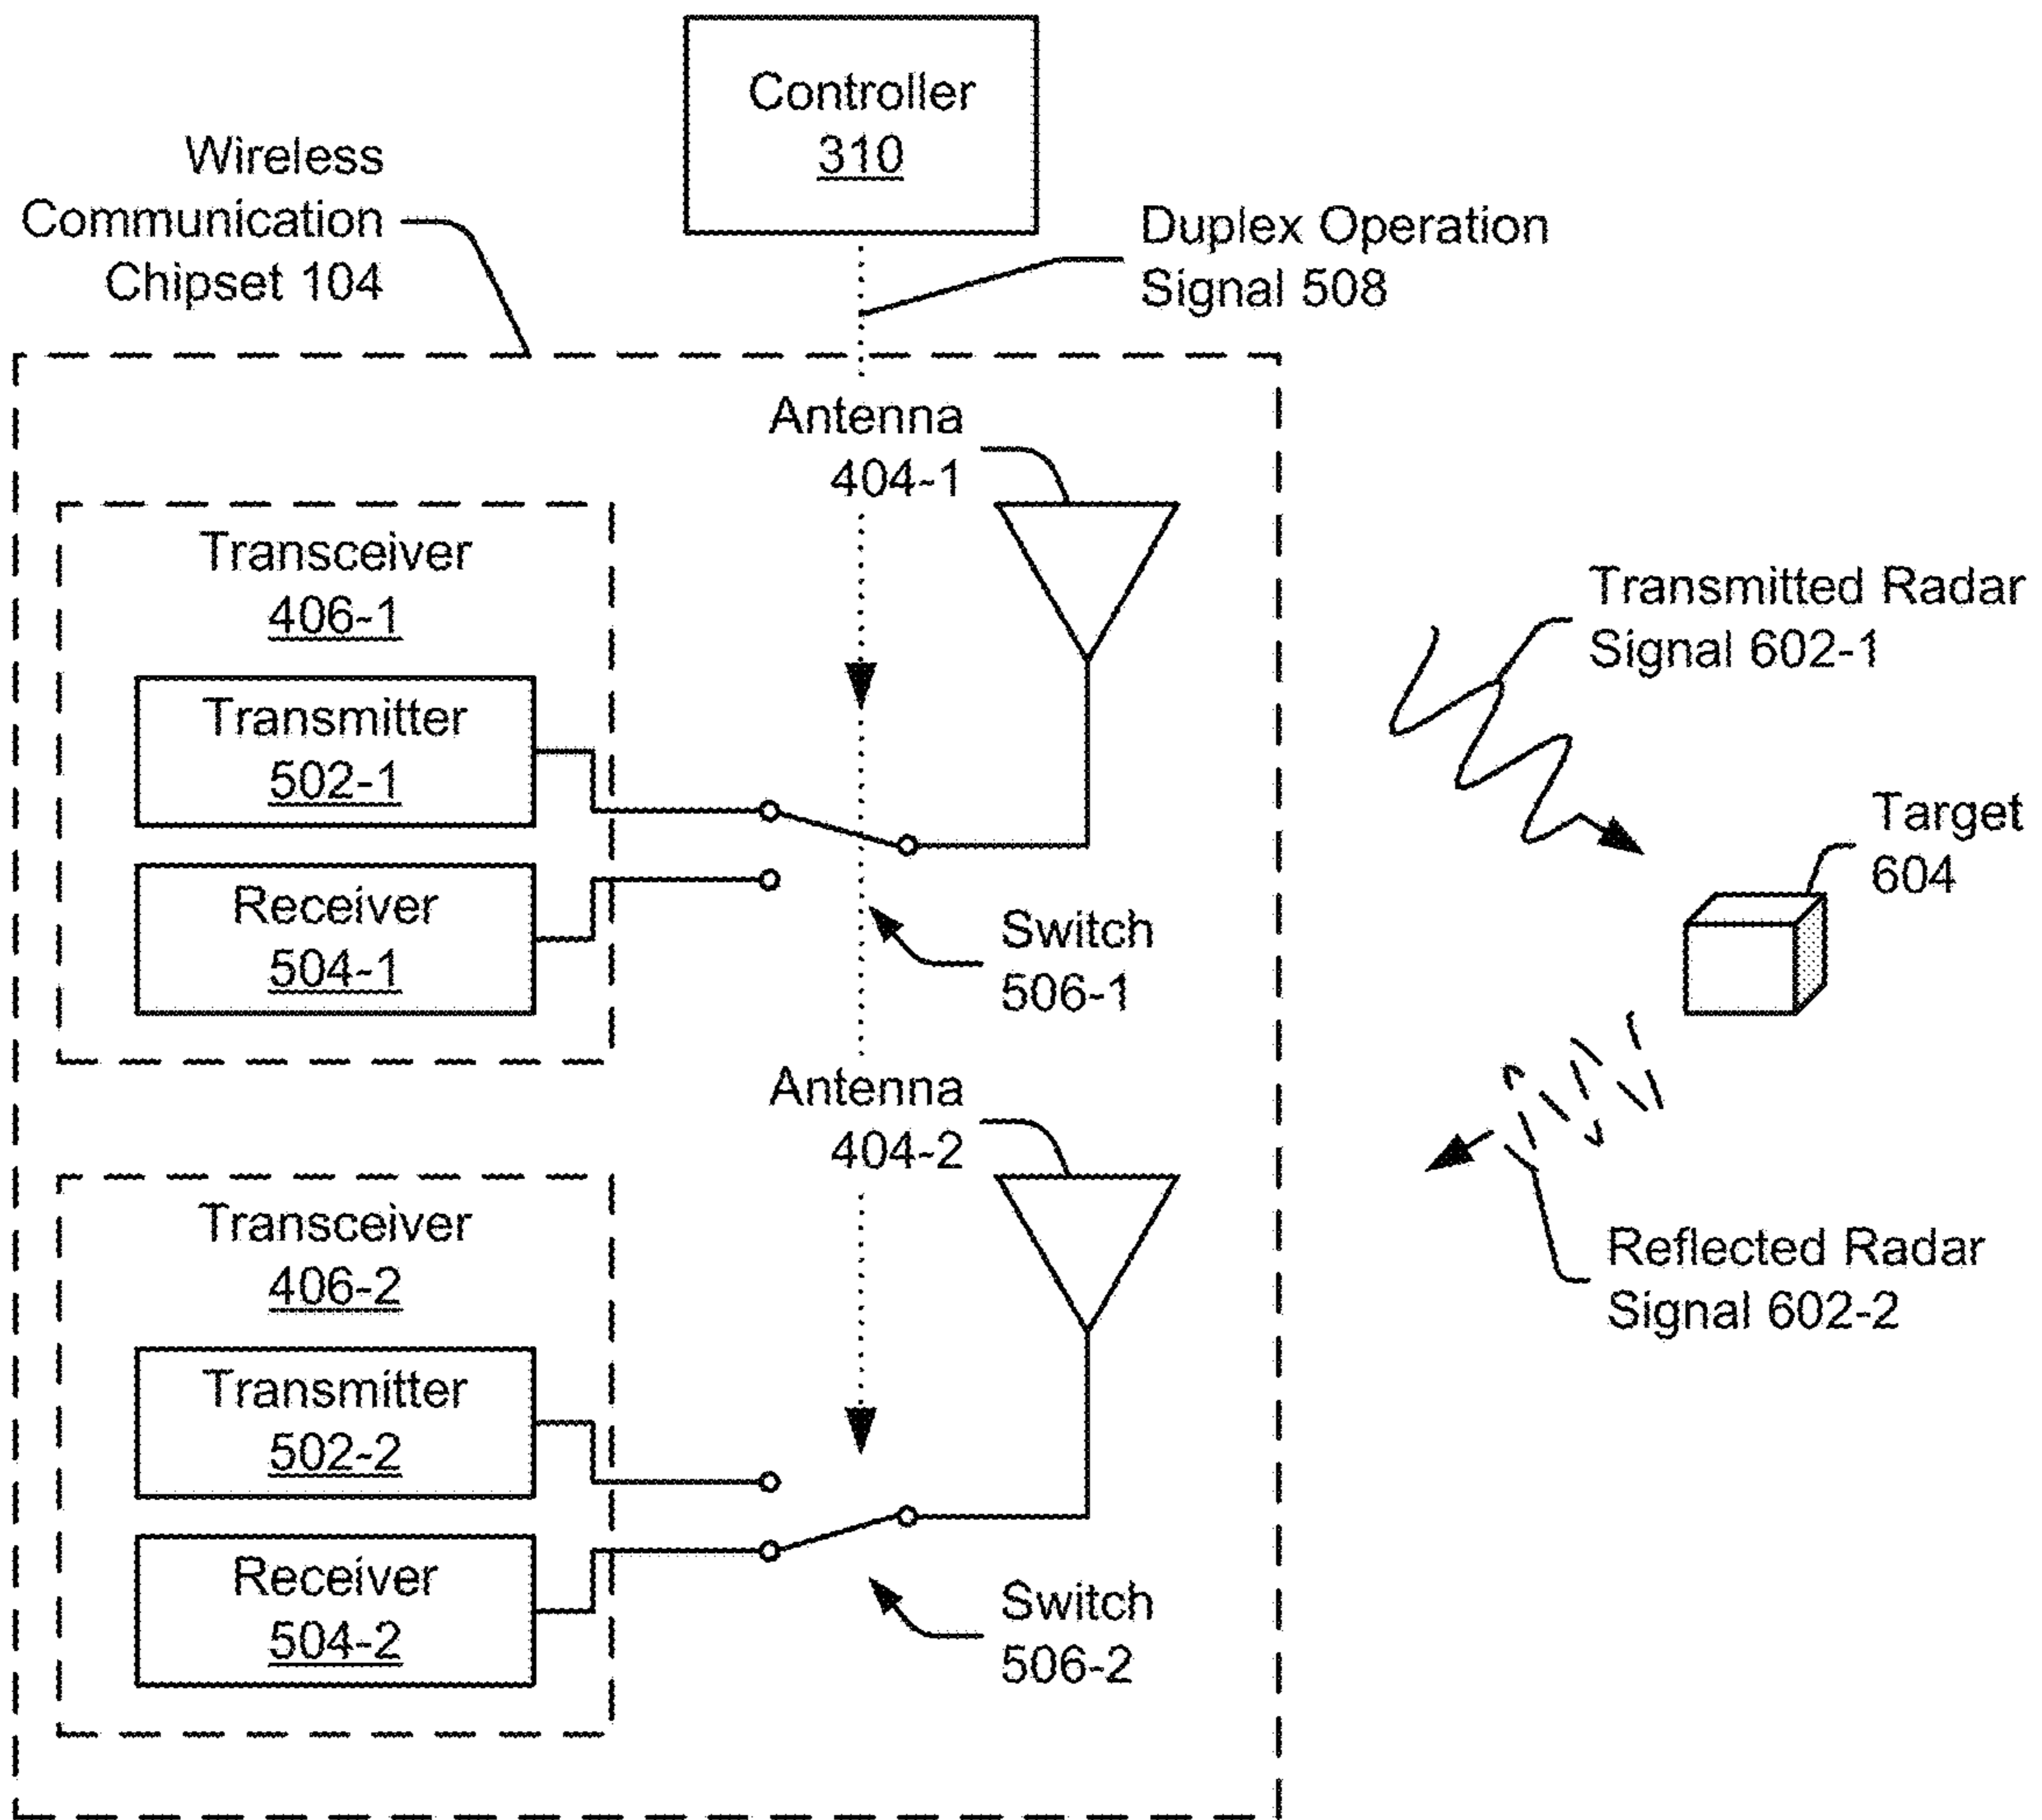 Controller
310
Wireless
Communication
Chipset 104
Duplex Operation
Signal 508
Antenna
404-1
Transceiver
406-1
Transmitter
502-1
Receiver
504-1
Switch
506-1
Transmitted Radar
Signal 602-1
Target
604
Antenna
404-2
Transceiver
406-2
Transmitter
502-2
Receiver
504-2
Switch
506-2
Reflected Radar
Signal 602-2